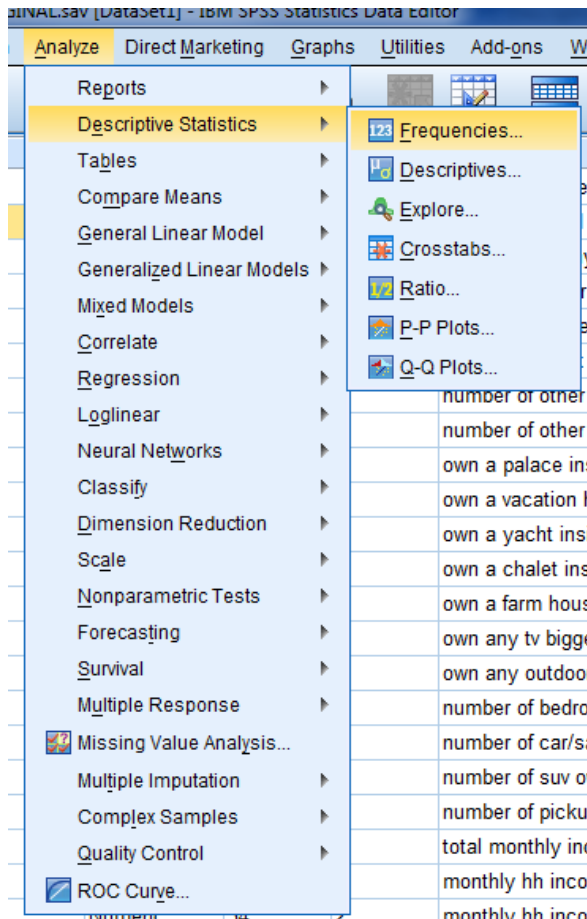 GINAL.sav [DataSet1] - IBM SPSS Statistics Data Editor
Analyze Direct Marketing Graphs Utilities Add-ons
Reports
Descriptive Statistics
Tables
Compare Means
General Linear Model
Generalized Linear Models
Mixed Models
Correlate
Regression
Loglinear
Neural Networks
Classify
Dimension Reduction
Scale
Nonparametric Tests
Forecasting
Survival
Multiple Response
Missing Value Analysis...
Multiple Imputation
Complex Samples
Quality Control
ROC Curve...
123 Frequencies...
Descriptives...
Explore...
Crosstabs...
1/2 Ratio...
P-P Plots...
Q-Q Plots...
number of other
number of other
own a palace ins
own a vacation h
own a yacht ins
own a chalet ins
own a farm hous
own any tv bigge
own any outdoo
number of bedro
number of car/s
number of suv o
number of picku
total monthly in
monthly hh inco
monthly hh inco